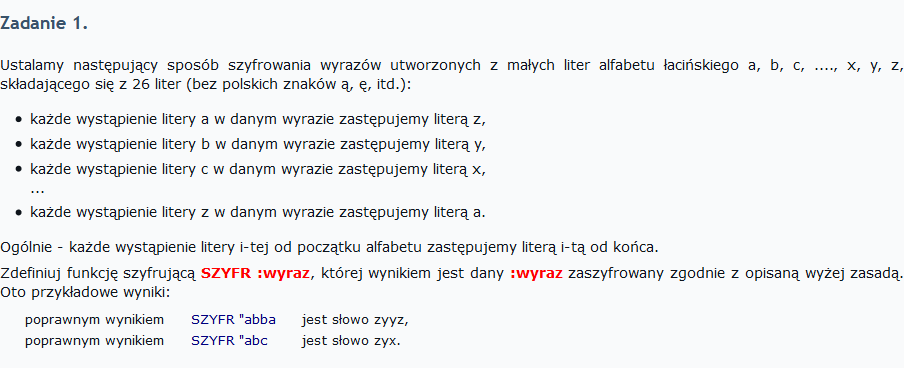 Zadanie 1.
Ustalamy następujący sposób szyfrowania wyrazów utworzonych z małych liter alfabetu łacińskiego a, b, c, ...., x, y, z,
składającego się z 26 liter (bez polskich znaków ą, ę, itd.):
• każde wystąpienie litery a w danym wyrazie zastępujemy literą z,
• każde wystąpienie litery b w danym wyrazie zastępujemy literą y,
• każde wystąpienie litery c w danym wyrazie zastępujemy literą x,
...
• każde wystąpienie litery z w danym wyrazie zastępujemy literą a.
Ogólnie - każde wystąpienie litery i-tej od początku alfabetu zastępujemy literą i-tą od końca.
Zdefiniuj funkcję szyfrującą SZYFR :wyraz, której wynikiem jest dany :wyraz zaszyfrowany zgodnie z opisaną wyżej zasadą.
Oto przykładowe wyniki:
poprawnym wynikiem SZYFR "abba jest słowo zyyz,
poprawnym wynikiem SZYFR "abc jest słowo zyx.